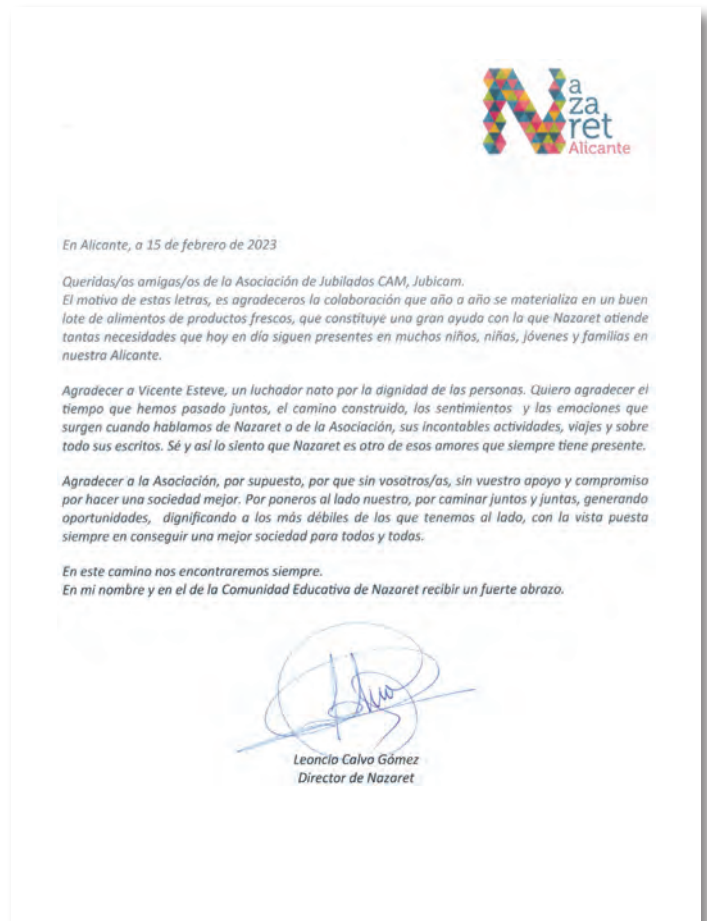 N
a
za
ret
Alicante
En Alicante, a 15 de febrero de 2023
Queridas/os amigas/os de la Asociación de Jubilados CAM, Jubicam.
El motivo de estas letras, es agradeceros la colaboración que año a año se materializa en un buen
lote de alimentos de productos frescos, que constituye una gran ayuda con la que Nazaret atiende
tantas necesidades que hoy en día siguen presentes en muchos niños, niñas, jóvenes y familias en
nuestra Alicante.
Agradecer a Vicente Esteve, un luchador nato por la dignidad de las personas. Quiero agradecer el
tiempo que hemos pasado juntos, el camino construido, los sentimientos y las emociones que
surgen cuando hablamos de Nazaret o de la Asociación, sus incontables actividades, viajes y sobre
todo sus escritos. Sé y así lo siento que Nazaret es otro de esos amores que siempre tiene presente.
Agradecer a la Asociación, por supuesto, por que sin vosotros/as, sin vuestro apoyo y compromiso
por hacer una sociedad mejor. Por poneros al lado nuestro, por caminar juntos y juntas, generando
oportunidades, dignificando a los más débiles de los que tenemos al lado, con la vista puesta
siempre en conseguir una mejor sociedad para todos y todas.
En este camino nos encontraremos siempre.
En mi nombre y en el de la Comunidad Educativa de Nazaret recibir un fuerte abrazo.
Leoncio Calvo Gómez
Director de Nazaret